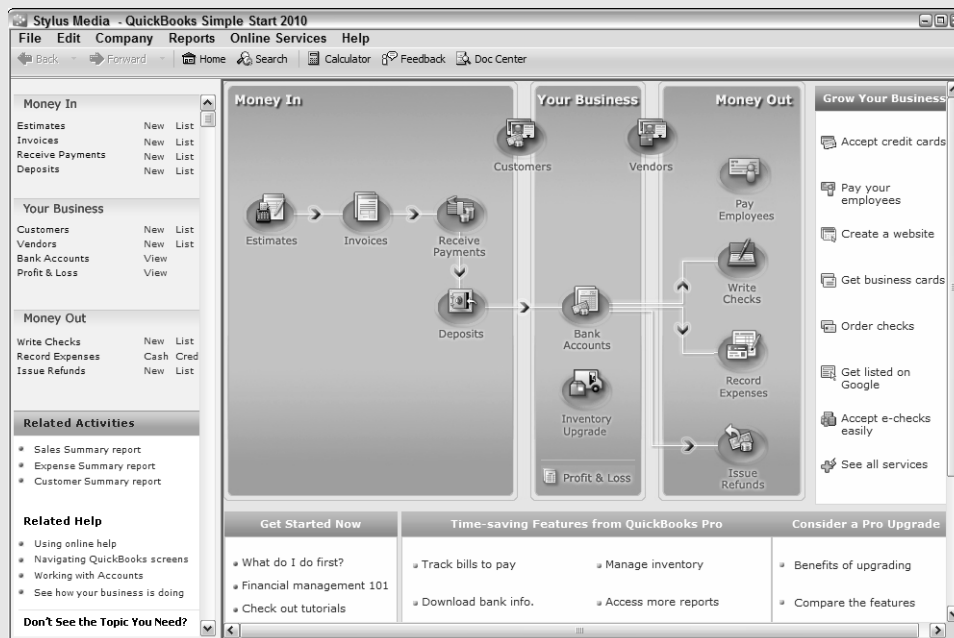 Stylus Media - QuickBooks Simple Start 2010
File Edit Company Reports Online Services Help
Back Forward Home Search Calculator Feedback Doc Center
Money In
Estimates New List
Invoices New List
Receive Payments New List
Deposits New List
Your Business
Customers New List
Vendors New List
Bank Accounts View
Profit & Loss View
Money Out
Write Checks New List
Record Expenses Cash Cred
Issue Refunds New List
Related Activities
Sales Summary report
Expense Summary report
Customer Summary report
Related Help
Using online help
Navigating QuickBooks screens
Working with Accounts
See how your business is doing
Don't See the Topic You Need?
Money In
Estimates
Invoices
Receive
Payments
Deposits
Customers
Your Business
Bank
Accounts
Inventory
Upgrade
Profit & Loss
Vendors
Money Out
Pay
Employees
Write
Checks
Record
Expenses
Issue
Refunds
Grow Your Business
Accept credit cards
Pay your
employees
Create a website
Get business cards
Order checks
Get listed on
Google
Accept e-checks
easily
See all services
Get Started Now
What do I do first?
Financial management 101
Check out tutorials
Time-saving Features from QuickBooks Pro
Track bills to pay
Manage inventory
Download bank info.
Access more reports
Consider a Pro Upgrade
Benefits of upgrading
Compare the features